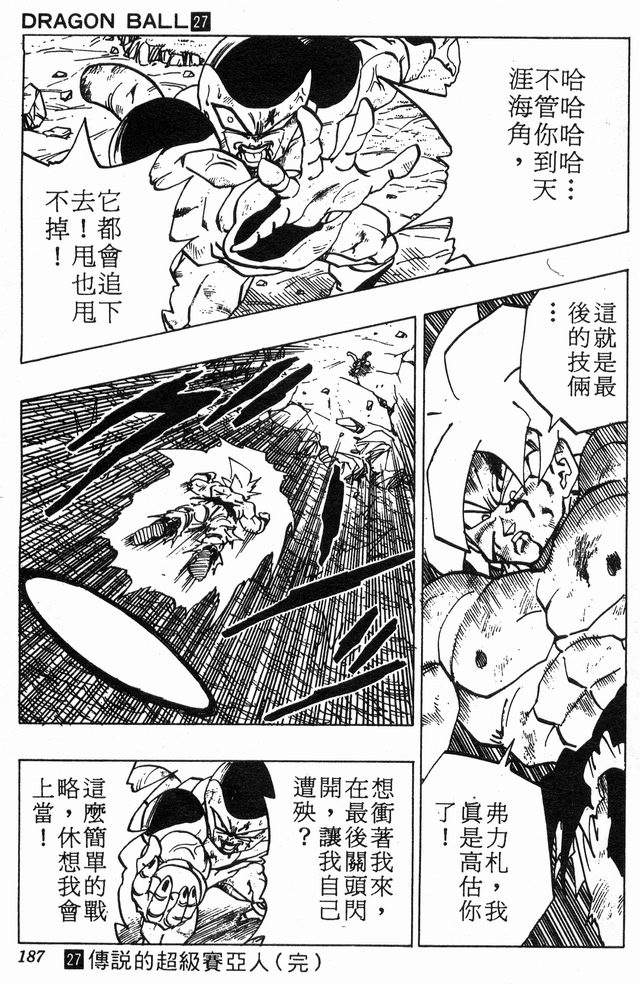 DRAGON BALL 27
哈哈哈哈…
不管你到天
涯海角，
它都會追下
去！甩也甩
不掉！
這就是最
後的技倆
…
弗力札，我
真是高估你
了！
想衝著我來，
在最後關頭閃
開，讓我自己
遭殃？
這麼簡單的戰
略，休想我會
上當！
187 27 傳說的超級賽亞人（完）